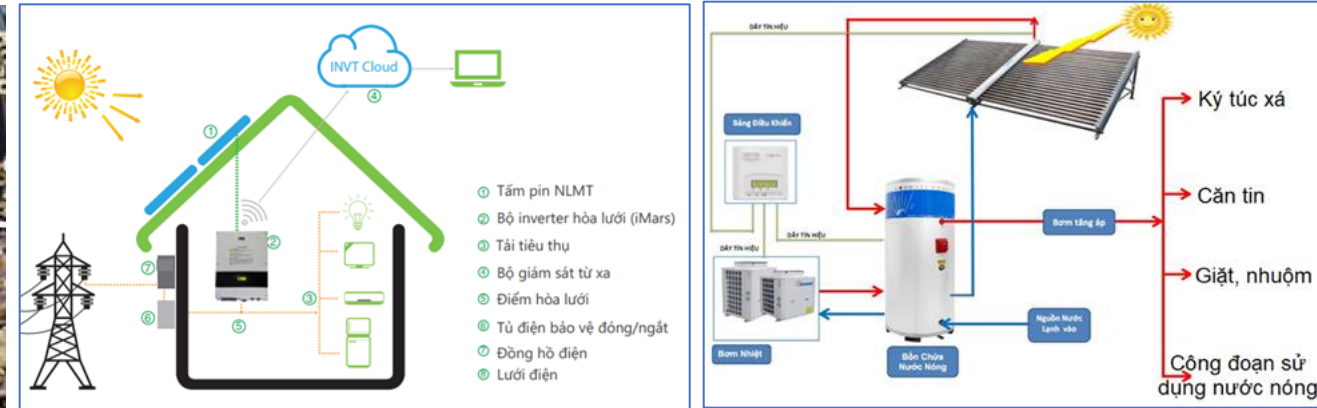 INVT Cloud
④
①
②
③
⑤
⑥
⑦
① Tấm pin NLMT
② Bộ inverter hòa lưới (iMars)
③ Tải tiêu thụ
④ Bộ giám sát từ xa
⑤ Điểm hòa lưới
⑥ Tủ điện bảo vệ đóng/ngắt
⑦ Đồng hồ điện
⑧ Lưới điện
DÂY TÍN HIỆU
Bảng Điều Khiển
DÂY TÍN HIỆU
DÂY TÍN HIỆU
Bơm Nhiệt
Bồn Chứa
Nước Nóng
Bơm tăng áp
Nguồn Nước
Lạnh vào
Ký túc xá
Căn tin
Giặt, nhuộm
Công đoạn sử
dụng nước nóng